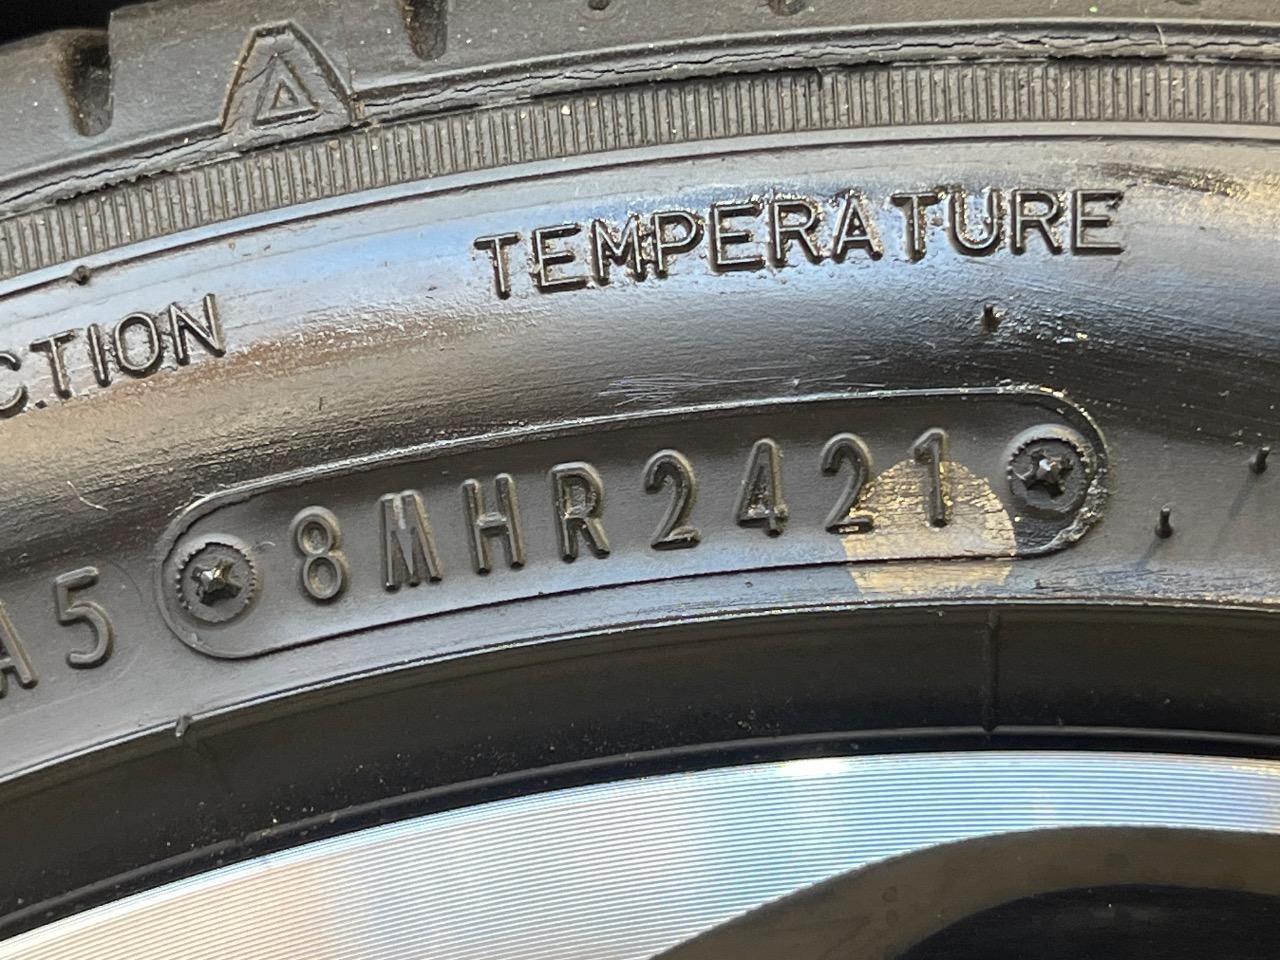 TEMPERATURE
CTION
A5 8MHR2421